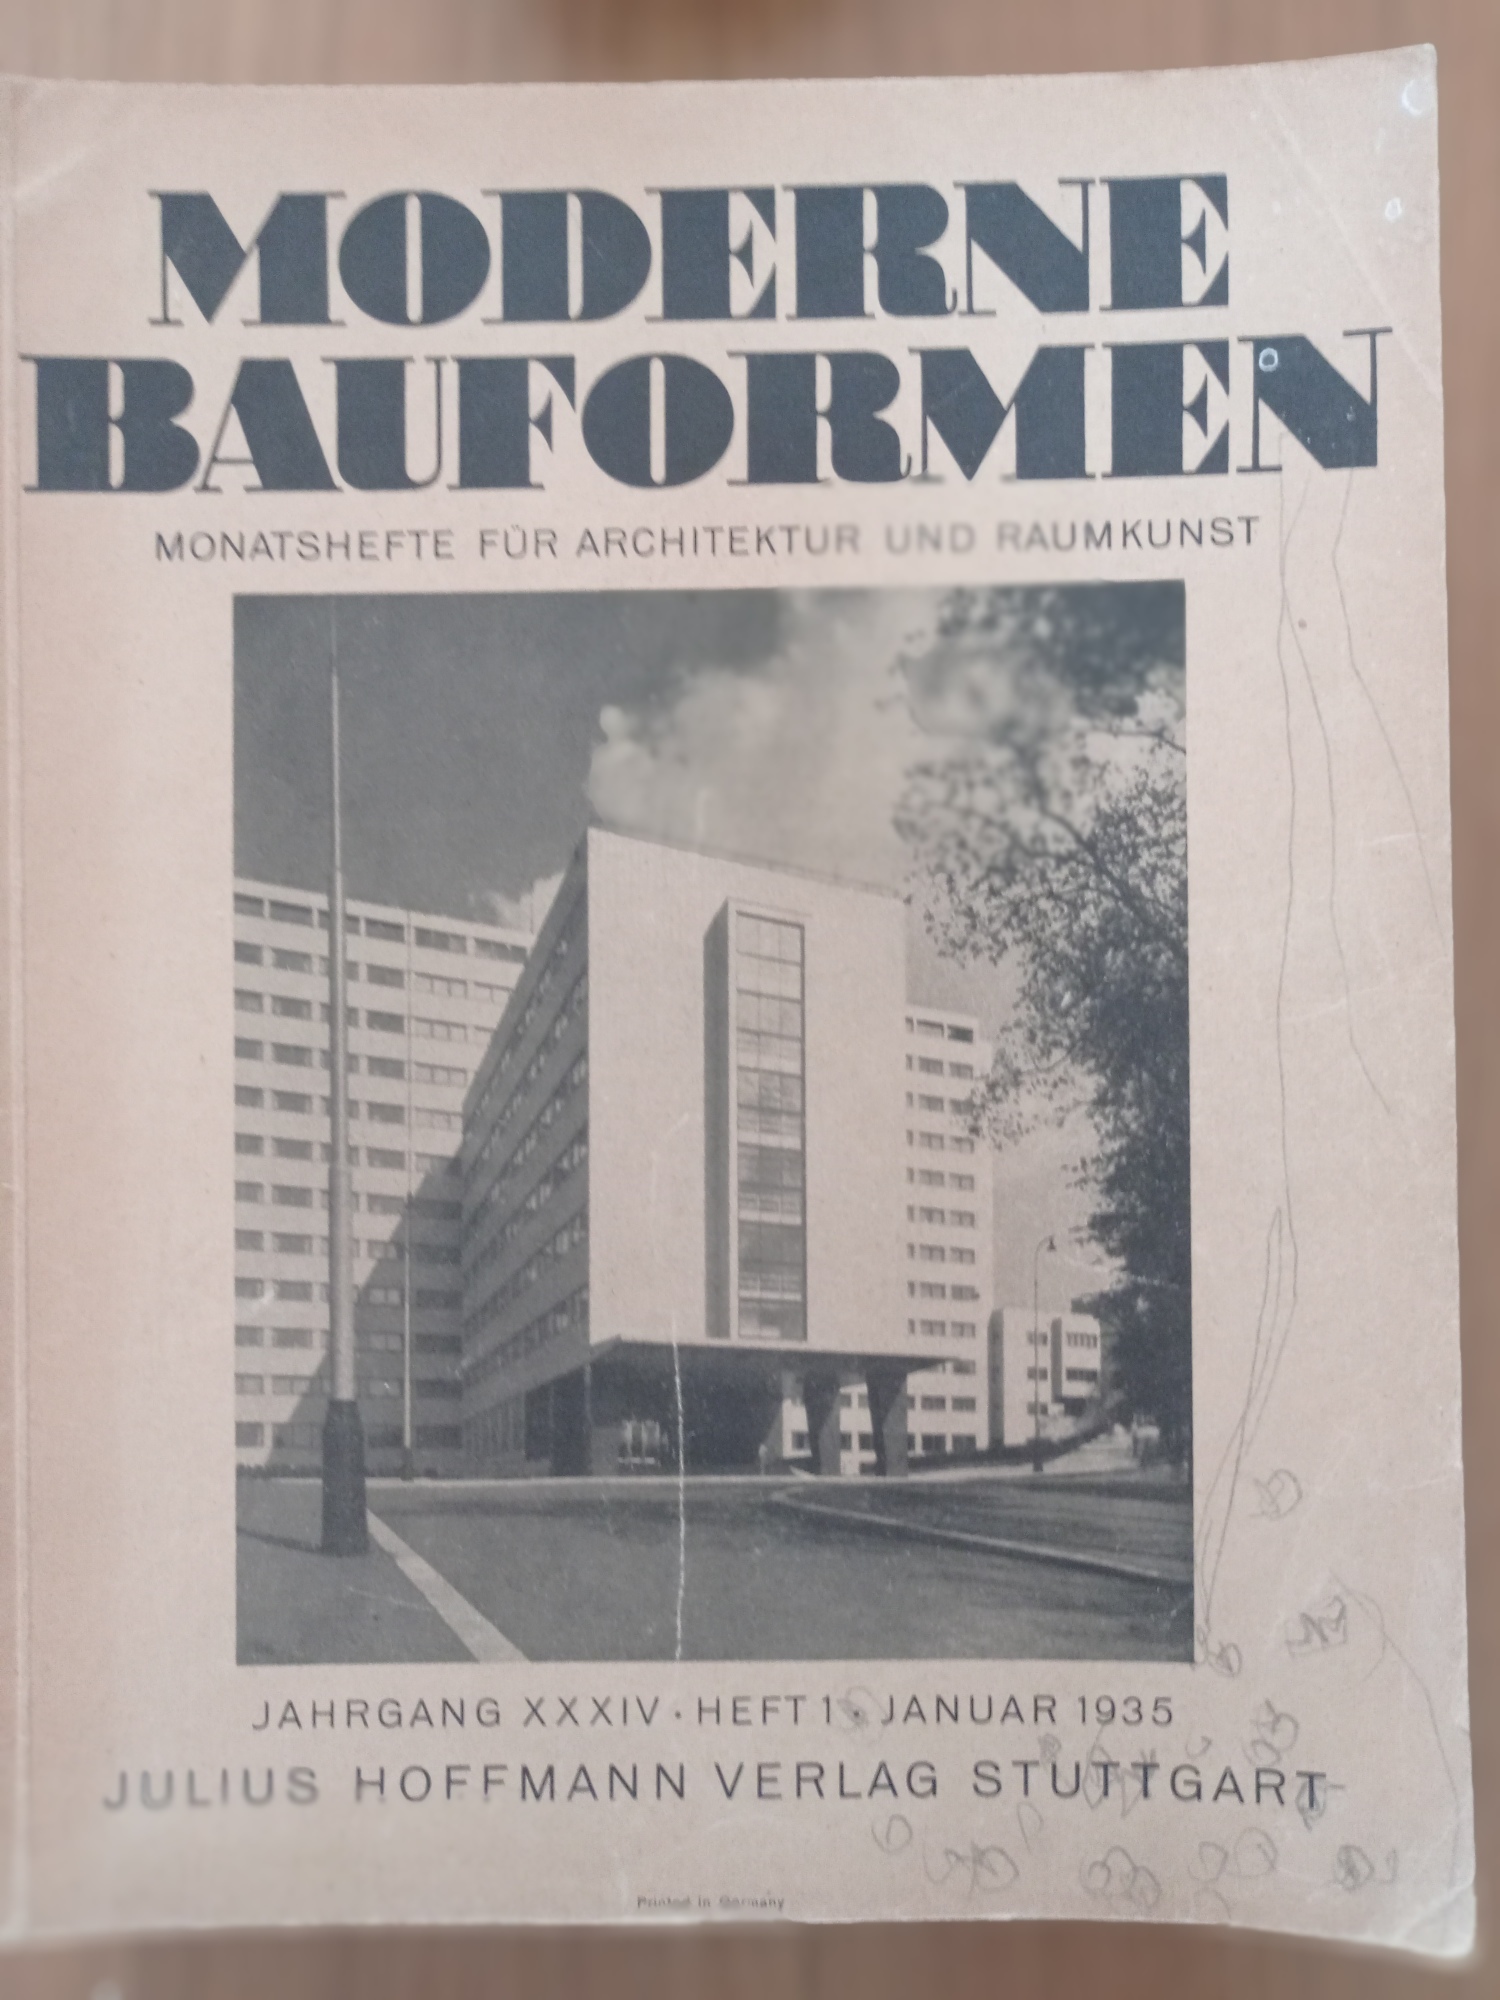 MODERNE
BAUFORMEN
MONATSHEFTE FÜR ARCHITEKTUR UND RAUMKUNST
JAHRGANG XXXIV · HEFT 1 · JANUAR 1935
JULIUS HOFFMANN VERLAG STUTTGART
Printed in Germany